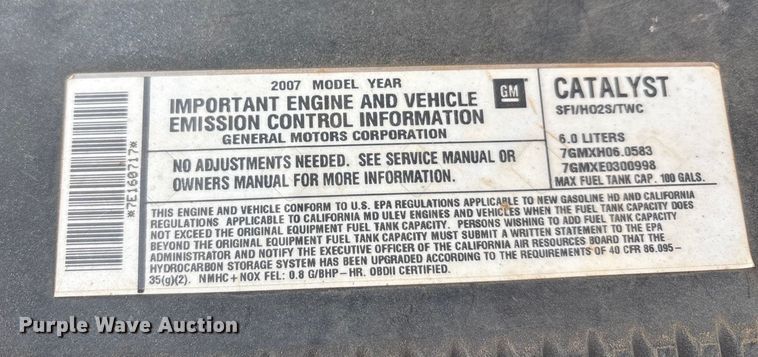 *7E160717*
2007 MODEL YEAR
IMPORTANT ENGINE AND VEHICLE
EMISSION CONTROL INFORMATION
GENERAL MOTORS CORPORATION
GM
NO ADJUSTMENTS NEEDED. SEE SERVICE MANUAL OR
OWNERS MANUAL FOR MORE INFORMATION.
CATALYST
SFI/HO2S/TWC
6.0 LITERS
7GMXH06.0583
7GMXE0300998
MAX FUEL TANK CAP. 100 GALS.
THIS ENGINE AND VEHICLE CONFORM TO U.S. EPA REGULATIONS APPLICABLE TO NEW GASOLINE HD AND CALIFORNIA
REGULATIONS APPLICABLE TO CALIFORNIA MD ULEV ENGINES AND VEHICLES WHEN THE FUEL TANK CAPACITY DOES
NOT EXCEED THE ORIGINAL EQUIPMENT FUEL TANK CAPACITY. PERSONS WISHING TO ADD FUEL TANK CAPACITY
BEYOND THE ORIGINAL EQUIPMENT FUEL TANK CAPACITY MUST SUBMIT A WRITTEN STATEMENT TO THE EPA
ADMINISTRATOR AND NOTIFY THE EXECUTIVE OFFICER OF THE CALIFORNIA AIR RESOURCES BOARD THAT THE
HYDROCARBON STORAGE SYSTEM HAS BEEN UPGRADED ACCORDING TO THE REQUIREMENTS OF 40 CFR 86.095-
35(g)(2). NMHC+NOX FEL: 0.8 G/BHP-HR. OBDII CERTIFIED.
Purple Wave Auction